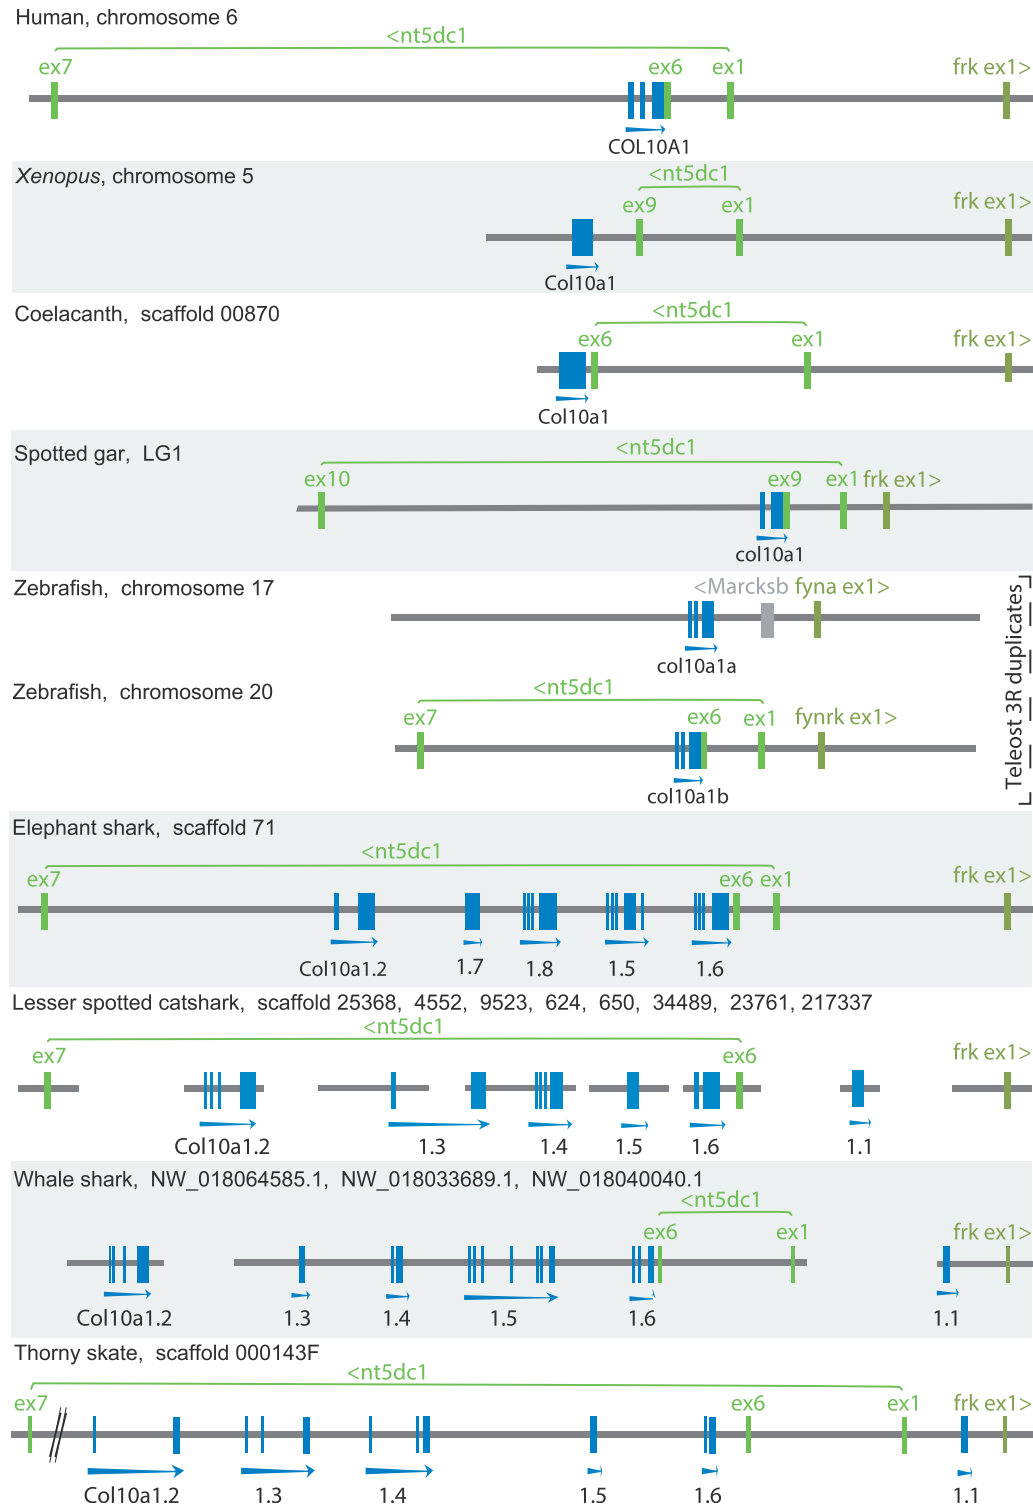 Human, chromosome 6
<nt5dc1
ex7 ex6 ex1 frk ex1>
COL10A1
Xenopus, chromosome 5
<nt5dc1
ex9 ex1 frk ex1>
Col10a1
Coelacanth, scaffold 00870
<nt5dc1
ex6 ex1 frk ex1>
Col10a1
Spotted gar, LG1
<nt5dc1
ex10 ex9 ex1 frk ex1>
col10a1
Zebrafish, chromosome 17
<Marcksb fyna ex1>
col10a1a
Zebrafish, chromosome 20
<nt5dc1
ex7 ex6 ex1 fynrk ex1>
col10a1b
Teleost 3R duplicates
Elephant shark, scaffold 71
<nt5dc1
ex7 ex6 ex1 frk ex1>
Col10a1.2 1.7 1.8 1.5 1.6
Lesser spotted catshark, scaffold 25368, 4552, 9523, 624, 650, 34489, 23761, 217337
<nt5dc1
ex7 ex6 frk ex1>
Col10a1.2 1.3 1.4 1.5 1.6 1.1
Whale shark, NW_018064585.1, NW_018033689.1, NW_018040040.1
<nt5dc1
ex6 ex1 frk ex1>
Col10a1.2 1.3 1.4 1.5 1.6 1.1
Thorny skate, scaffold 000143F
<nt5dc1
ex7 ex6 ex1 frk ex1>
Col10a1.2 1.3 1.4 1.5 1.6 1.1